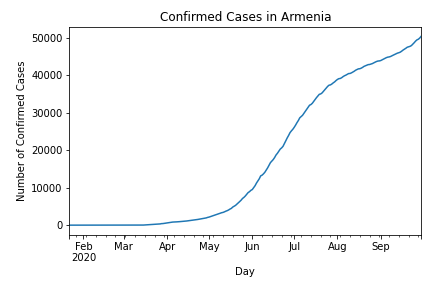 Confirmed Cases in Armenia
Number of Confirmed Cases
50000
40000
30000
20000
10000
0
Feb Mar Apr May Jun Jul Aug Sep
2020
Day